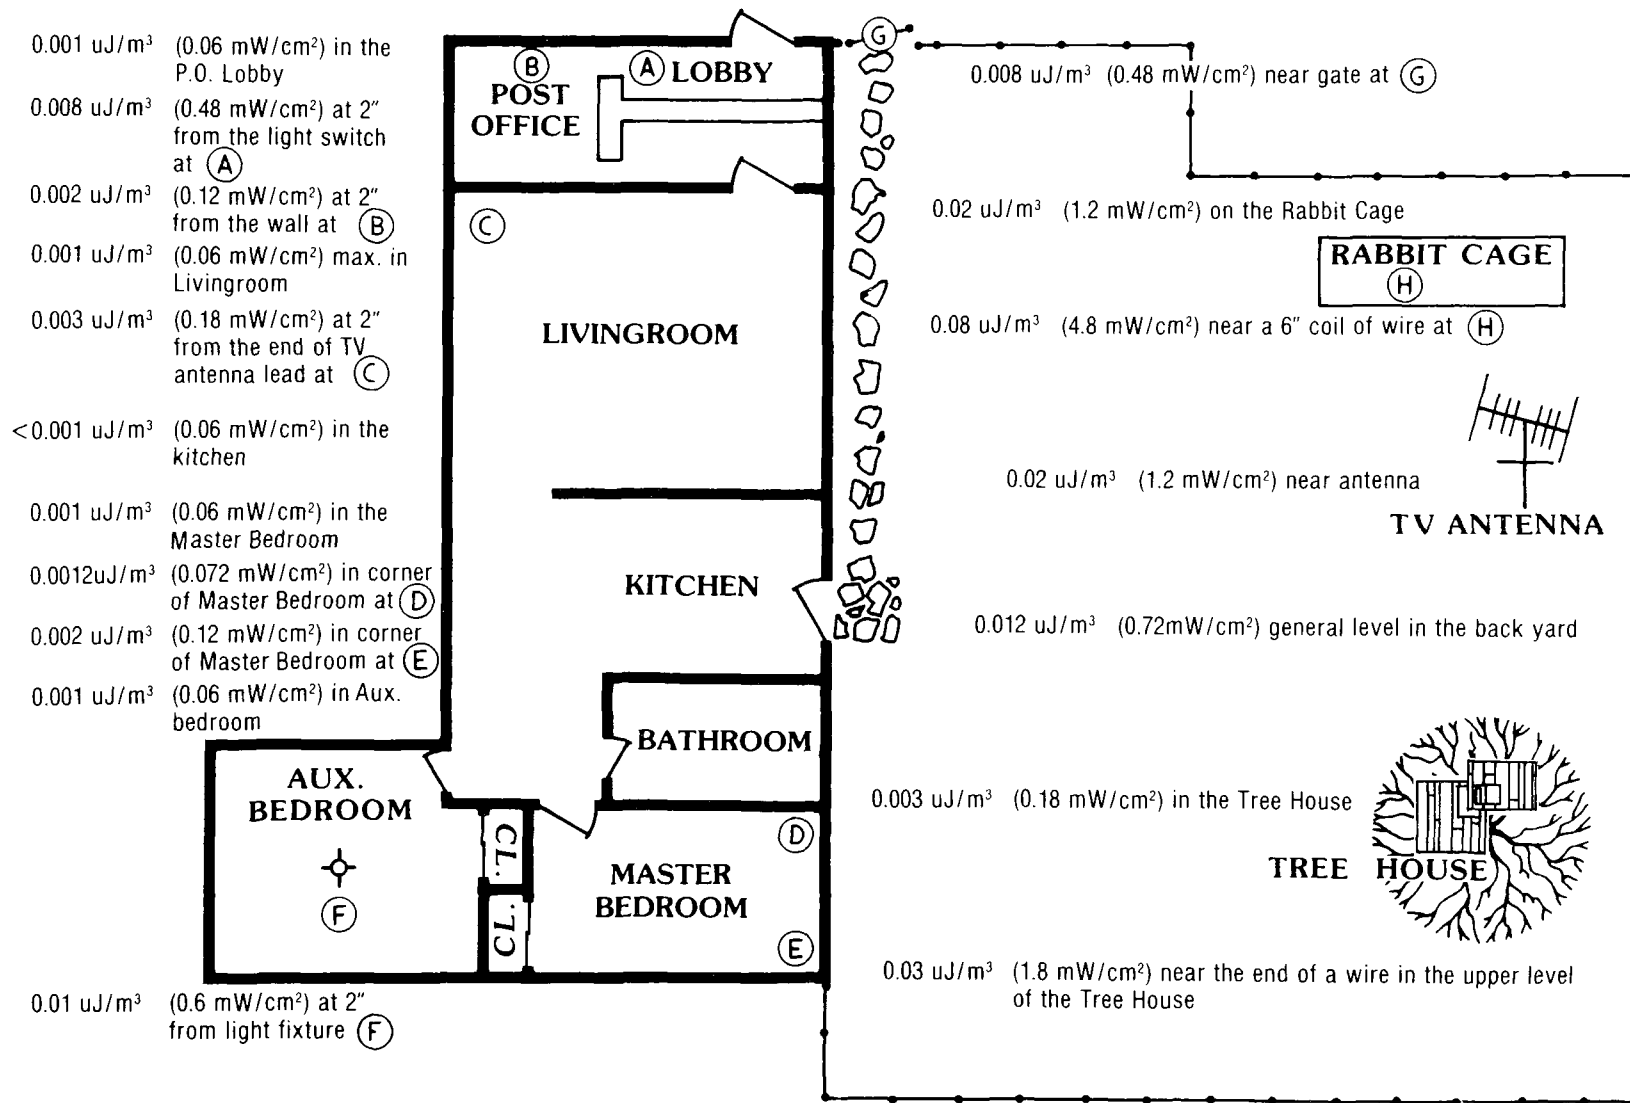 0.001 uJ/m³ (0.06 mW/cm²) in the
P.O. Lobby
0.008 uJ/m³ (0.48 mW/cm²) at 2″
from the light switch
at Ⓐ
0.002 uJ/m³ (0.12 mW/cm²) at 2″
from the wall at Ⓑ
0.001 uJ/m³ (0.06 mW/cm²) max. in
Livingroom
0.003 uJ/m³ (0.18 mW/cm²) at 2″
from the end of TV
antenna lead at Ⓒ
<0.001 uJ/m³ (0.06 mW/cm²) in the
kitchen
0.001 uJ/m³ (0.06 mW/cm²) in the
Master Bedroom
0.0012uJ/m³ (0.072 mW/cm²) in corner
of Master Bedroom at Ⓓ
0.002 uJ/m³ (0.12 mW/cm²) in corner
of Master Bedroom at Ⓔ
0.001 uJ/m³ (0.06 mW/cm²) in Aux.
bedroom
0.01 uJ/m³ (0.6 mW/cm²) at 2″
from light fixture Ⓕ
Ⓑ
POST
OFFICE
Ⓐ LOBBY
Ⓒ
LIVINGROOM
KITCHEN
BATHROOM
AUX.
BEDROOM
Ⓕ
CL.
CL.
Ⓓ
MASTER
BEDROOM
Ⓔ
Ⓖ
0.008 uJ/m³ (0.48 mW/cm²) near gate at Ⓖ
0.02 uJ/m³ (1.2 mW/cm²) on the Rabbit Cage
RABBIT CAGE
Ⓗ
0.08 uJ/m³ (4.8 mW/cm²) near a 6″ coil of wire at Ⓗ
0.02 uJ/m³ (1.2 mW/cm²) near antenna
TV ANTENNA
0.012 uJ/m³ (0.72mW/cm²) general level in the back yard
0.003 uJ/m³ (0.18 mW/cm²) in the Tree House
TREE HOUSE
0.03 uJ/m³ (1.8 mW/cm²) near the end of a wire in the upper level
of the Tree House